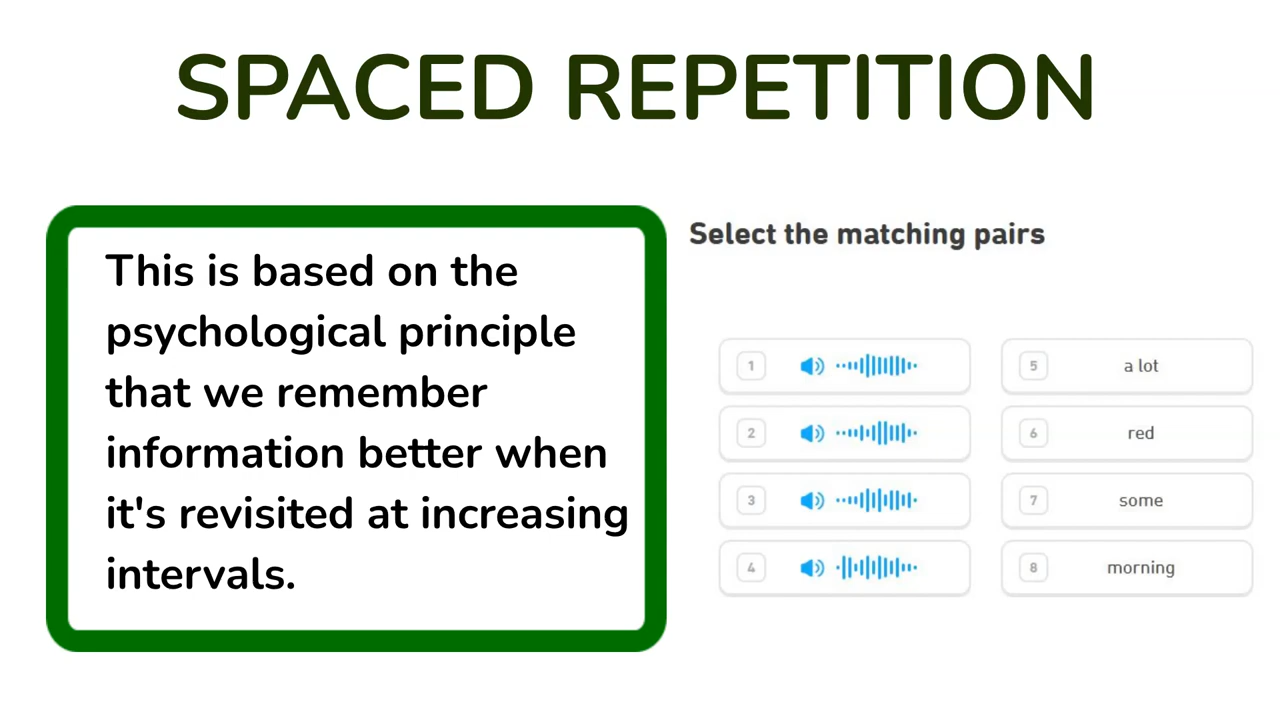 SPACED REPETITION
This is based on the
psychological principle
that we remember
information better when
it's revisited at increasing
intervals.
Select the matching pairs
1
5 a lot
2
6 red
3
7 some
4
8 morning